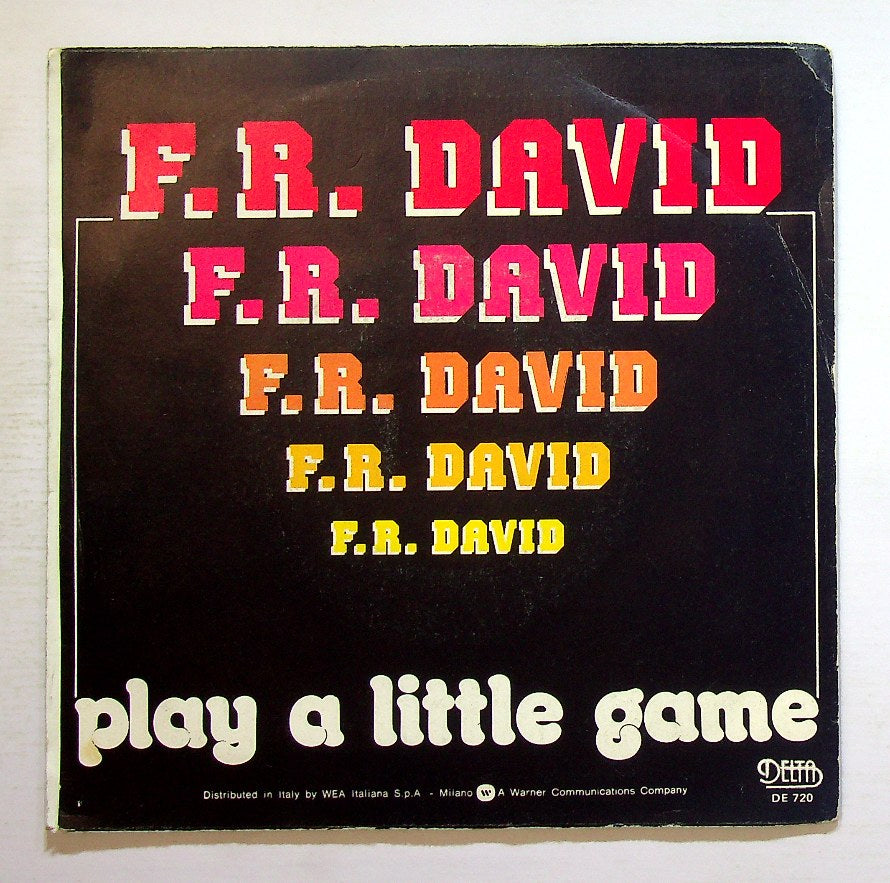 F.R. DAVID
F.R. DAVID
F.R. DAVID
F.R. DAVID
F.R. DAVID
play a little game
DELTA
Distributed in Italy by WEA Italiana S.p.A - Milano W A Warner Communications Company
DE 720